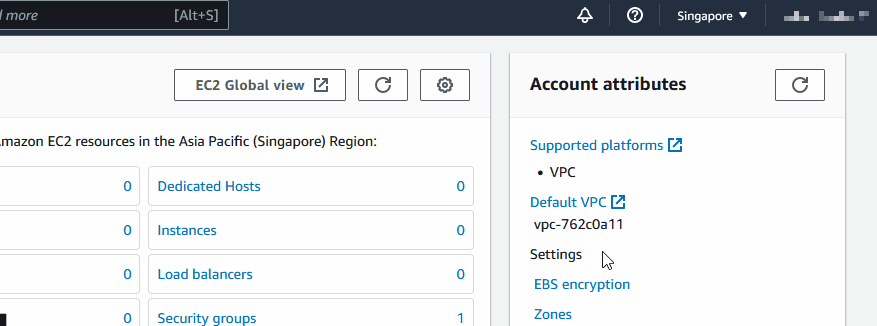 d more [Alt+S] Singapore
EC2 Global view
Account attributes
mazon EC2 resources in the Asia Pacific (Singapore) Region:
Supported platforms
• VPC
0 Dedicated Hosts 0
Default VPC
vpc-762c0a11
0 Instances 0
Settings
0 Load balancers 0
EBS encryption
0 Security groups 1
Zones